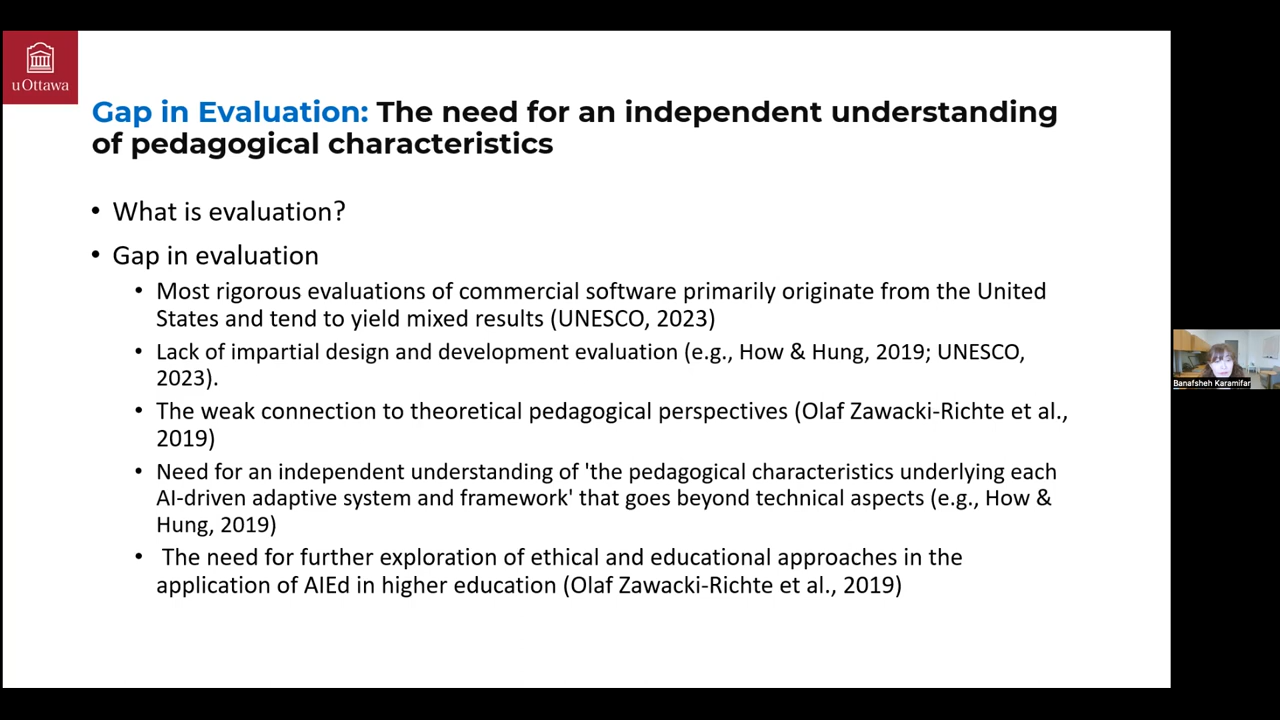 uOttawa
Gap in Evaluation: The need for an independent understanding
of pedagogical characteristics
• What is evaluation?
• Gap in evaluation
• Most rigorous evaluations of commercial software primarily originate from the United
States and tend to yield mixed results (UNESCO, 2023)
• Lack of impartial design and development evaluation (e.g., How & Hung, 2019; UNESCO,
2023).
• The weak connection to theoretical pedagogical perspectives (Olaf Zawacki-Richte et al.,
2019)
• Need for an independent understanding of 'the pedagogical characteristics underlying each
AI-driven adaptive system and framework' that goes beyond technical aspects (e.g., How &
Hung, 2019)
• The need for further exploration of ethical and educational approaches in the
application of AIEd in higher education (Olaf Zawacki-Richte et al., 2019)
Banafsheh Karamifar